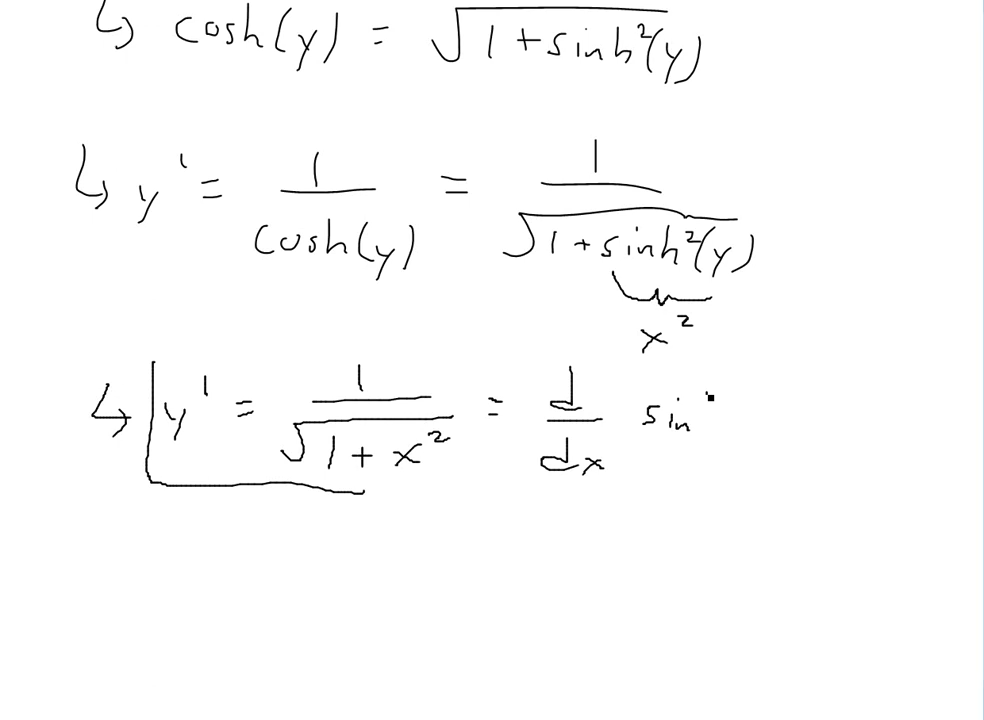 ↳ cosh(y) = √(1+sinh²(y))
↳ y' = 1/cosh(y) = 1/√(1+sinh²(y))
x²
↳ y' = 1/√(1+x²) = d/dx sin